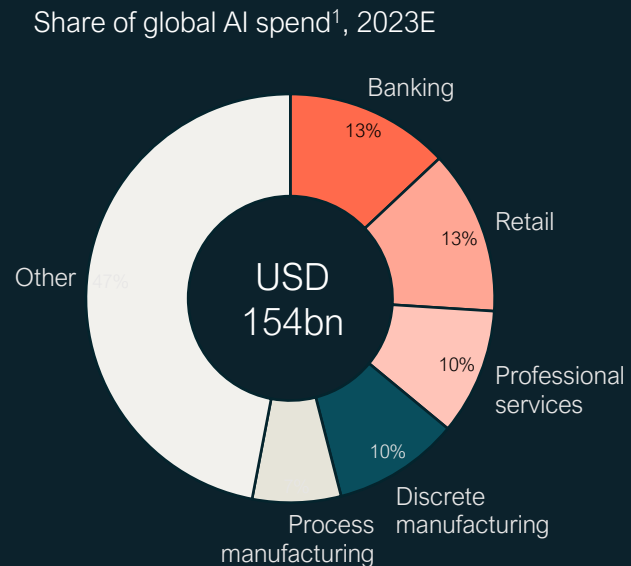 Share of global AI spend¹, 2023E
Banking
13%
Retail
13%
Professional
services
10%
Discrete
manufacturing
10%
Process
manufacturing
Other
47%
USD
154bn